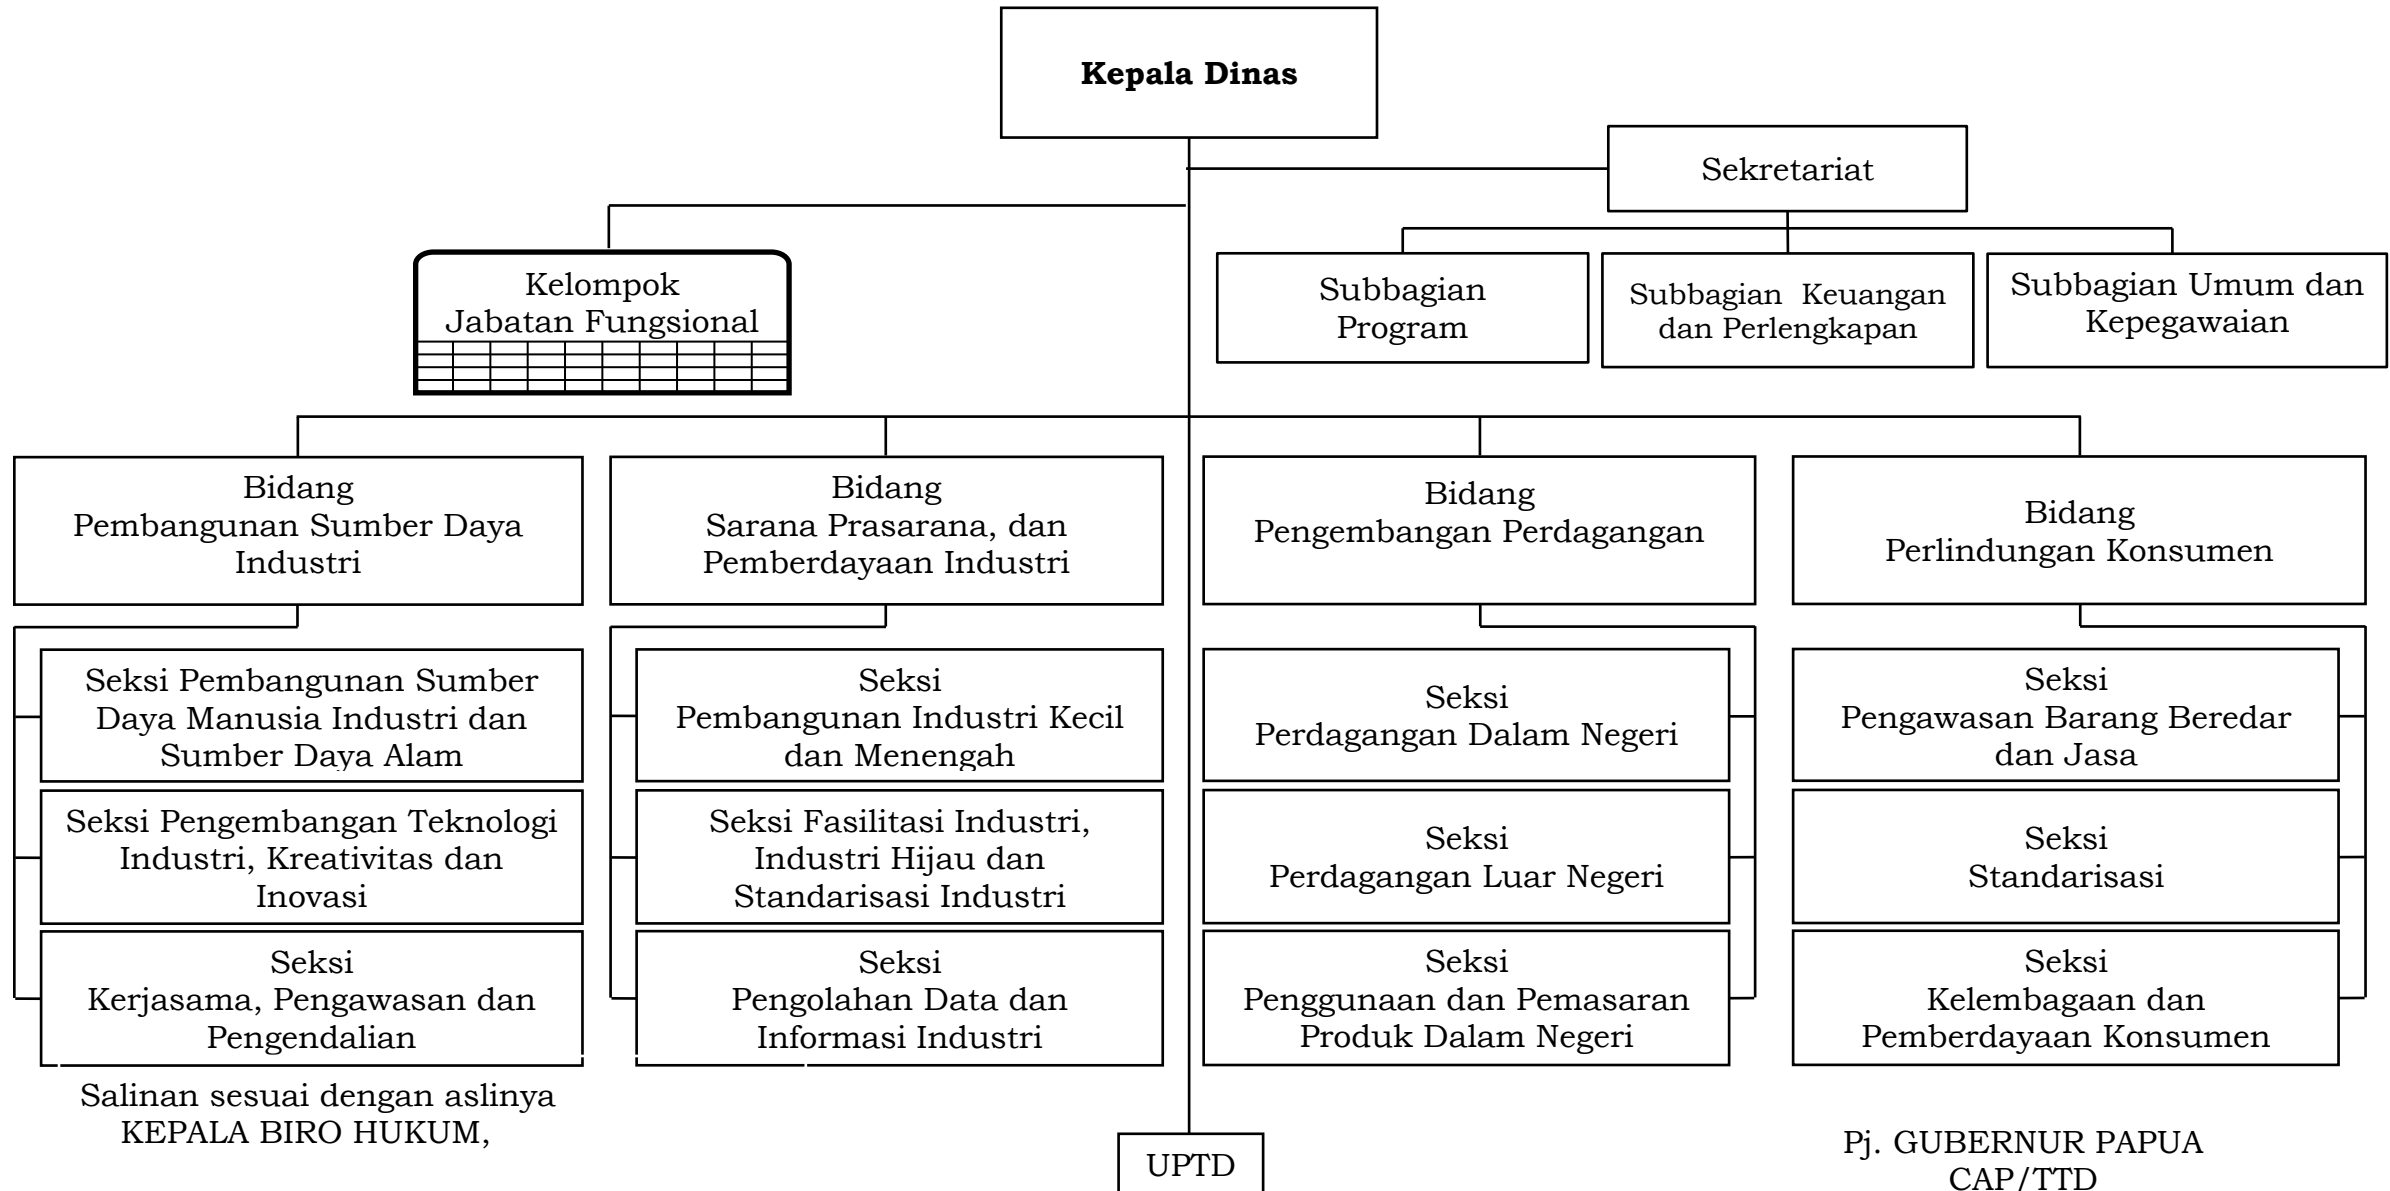 Kepala Dinas
Sekretariat
Kelompok
Jabatan Fungsional
Subbagian
Program
Subbagian Keuangan
dan Perlengkapan
Subbagian Umum dan
Kepegawaian
Bidang
Pembangunan Sumber Daya
Industri
Bidang
Sarana Prasarana, dan
Pemberdayaan Industri
Bidang
Pengembangan Perdagangan
Bidang
Perlindungan Konsumen
Seksi Pembangunan Sumber
Daya Manusia Industri dan
Sumber Daya Alam
Seksi
Pembangunan Industri Kecil
dan Menengah
Seksi
Perdagangan Dalam Negeri
Seksi
Pengawasan Barang Beredar
dan Jasa
Seksi Pengembangan Teknologi
Industri, Kreativitas dan
Inovasi
Seksi Fasilitasi Industri,
Industri Hijau dan
Standarisasi Industri
Seksi
Perdagangan Luar Negeri
Seksi
Standarisasi
Seksi
Kerjasama, Pengawasan dan
Pengendalian
Seksi
Pengolahan Data dan
Informasi Industri
Seksi
Penggunaan dan Pemasaran
Produk Dalam Negeri
Seksi
Kelembagaan dan
Pemberdayaan Konsumen
Salinan sesuai dengan aslinya
KEPALA BIRO HUKUM,
UPTD
Pj. GUBERNUR PAPUA
CAP/TTD